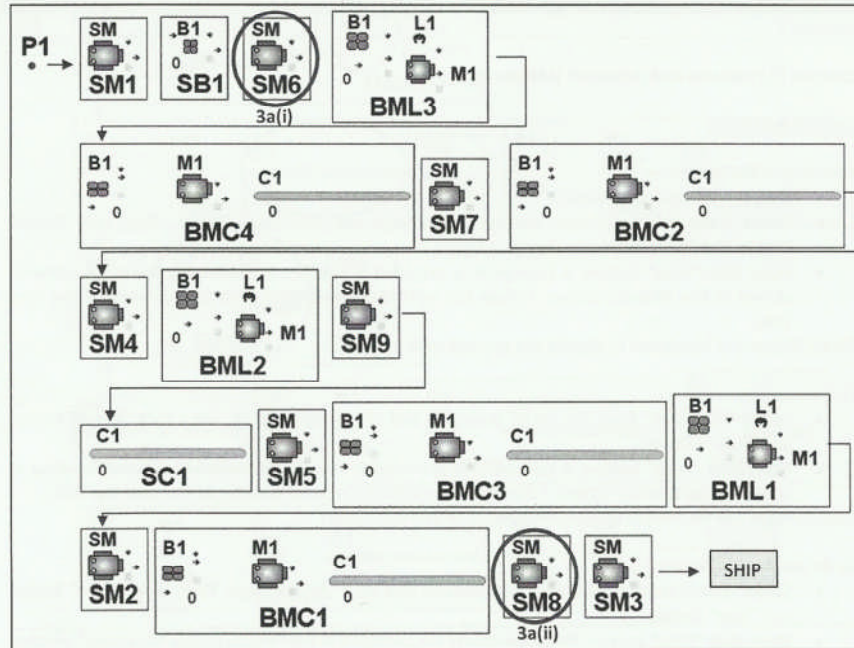 P1
SM
SM1
B1
0
SB1
SM
SM6
3a(i)
B1
L1
0
M1
BML3
B1
M1
C1
0
0
BMC4
SM
SM7
B1
M1
C1
0
0
BMC2
SM
SM4
B1
L1
0
M1
BML2
SM
SM9
C1
0
SC1
SM
SM5
B1
M1
C1
0
0
BMC3
B1
L1
0
M1
BML1
SM
SM2
B1
M1
C1
0
0
BMC1
SM
SM8
3a(ii)
SM
SM3
SHIP